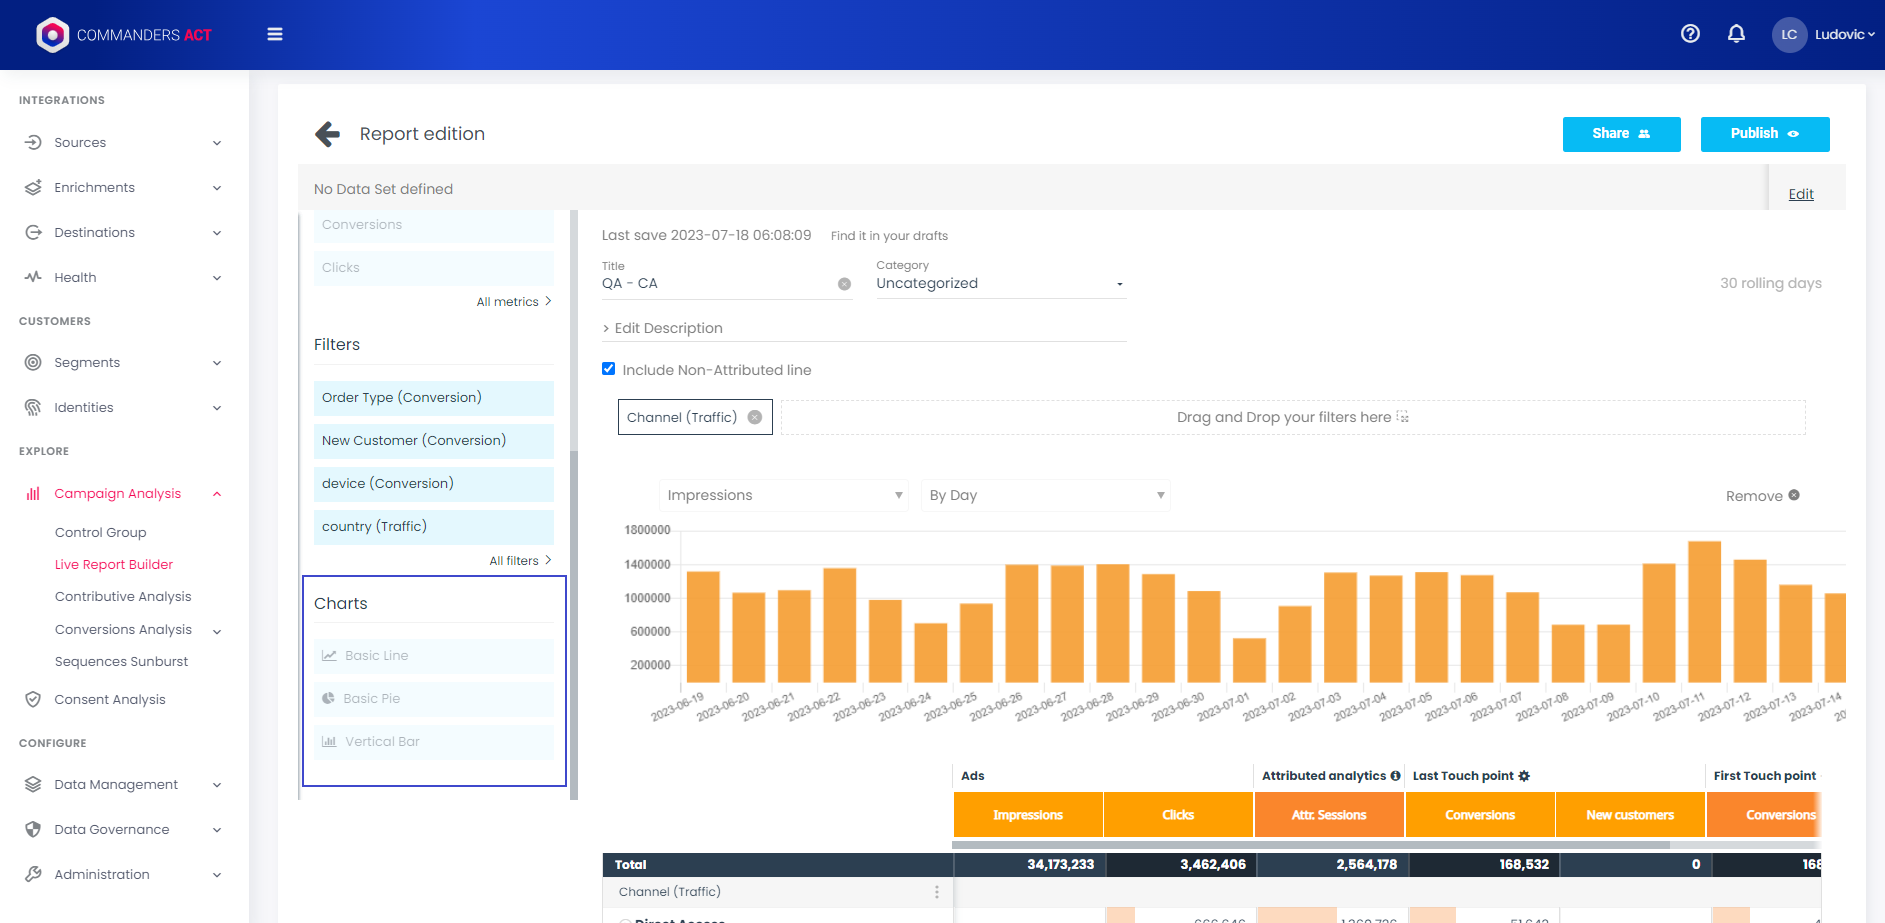 COMMANDERS ACT
LC
Ludovic
INTEGRATIONS
Sources
Enrichments
Destinations
Health
CUSTOMERS
Segments
Identities
EXPLORE
Campaign Analysis
Control Group
Live Report Builder
Contributive Analysis
Conversions Analysis
Sequences Sunburst
Consent Analysis
CONFIGURE
Data Management
Data Governance
Administration
Report edition
Share
Publish
No Data Set defined
Edit
Conversions
Clicks
All metrics
Filters
Order Type (Conversion)
New Customer (Conversion)
device (Conversion)
country (Traffic)
All filters
Charts
Basic Line
Basic Pie
Vertical Bar
Last save 2023-07-18 06:08:09 Find it in your drafts
Title
QA - CA
Category
Uncategorized
30 rolling days
> Edit Description
Include Non-Attributed line
Channel (Traffic)
Drag and Drop your filters here
Impressions
By Day
Remove
1800000
1400000
1000000
600000
200000
2023-06-19
2023-06-20
2023-06-21
2023-06-22
2023-06-23
2023-06-24
2023-06-25
2023-06-26
2023-06-27
2023-06-28
2023-06-29
2023-06-30
2023-07-01
2023-07-02
2023-07-03
2023-07-04
2023-07-05
2023-07-06
2023-07-07
2023-07-08
2023-07-09
2023-07-10
2023-07-11
2023-07-12
2023-07-13
2023-07-14
Ads
Attributed analytics
Last Touch point
First Touch point
Impressions
Clicks
Attr. Sessions
Conversions
New customers
Conversions
Total 34,173,233 3,462,406 2,564,178 168,532 0 168
Channel (Traffic)